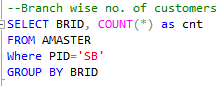 --Branch wise no. of customers
SELECT BRID, COUNT(*) as cnt
FROM AMASTER
Where PID='SB'
GROUP BY BRID